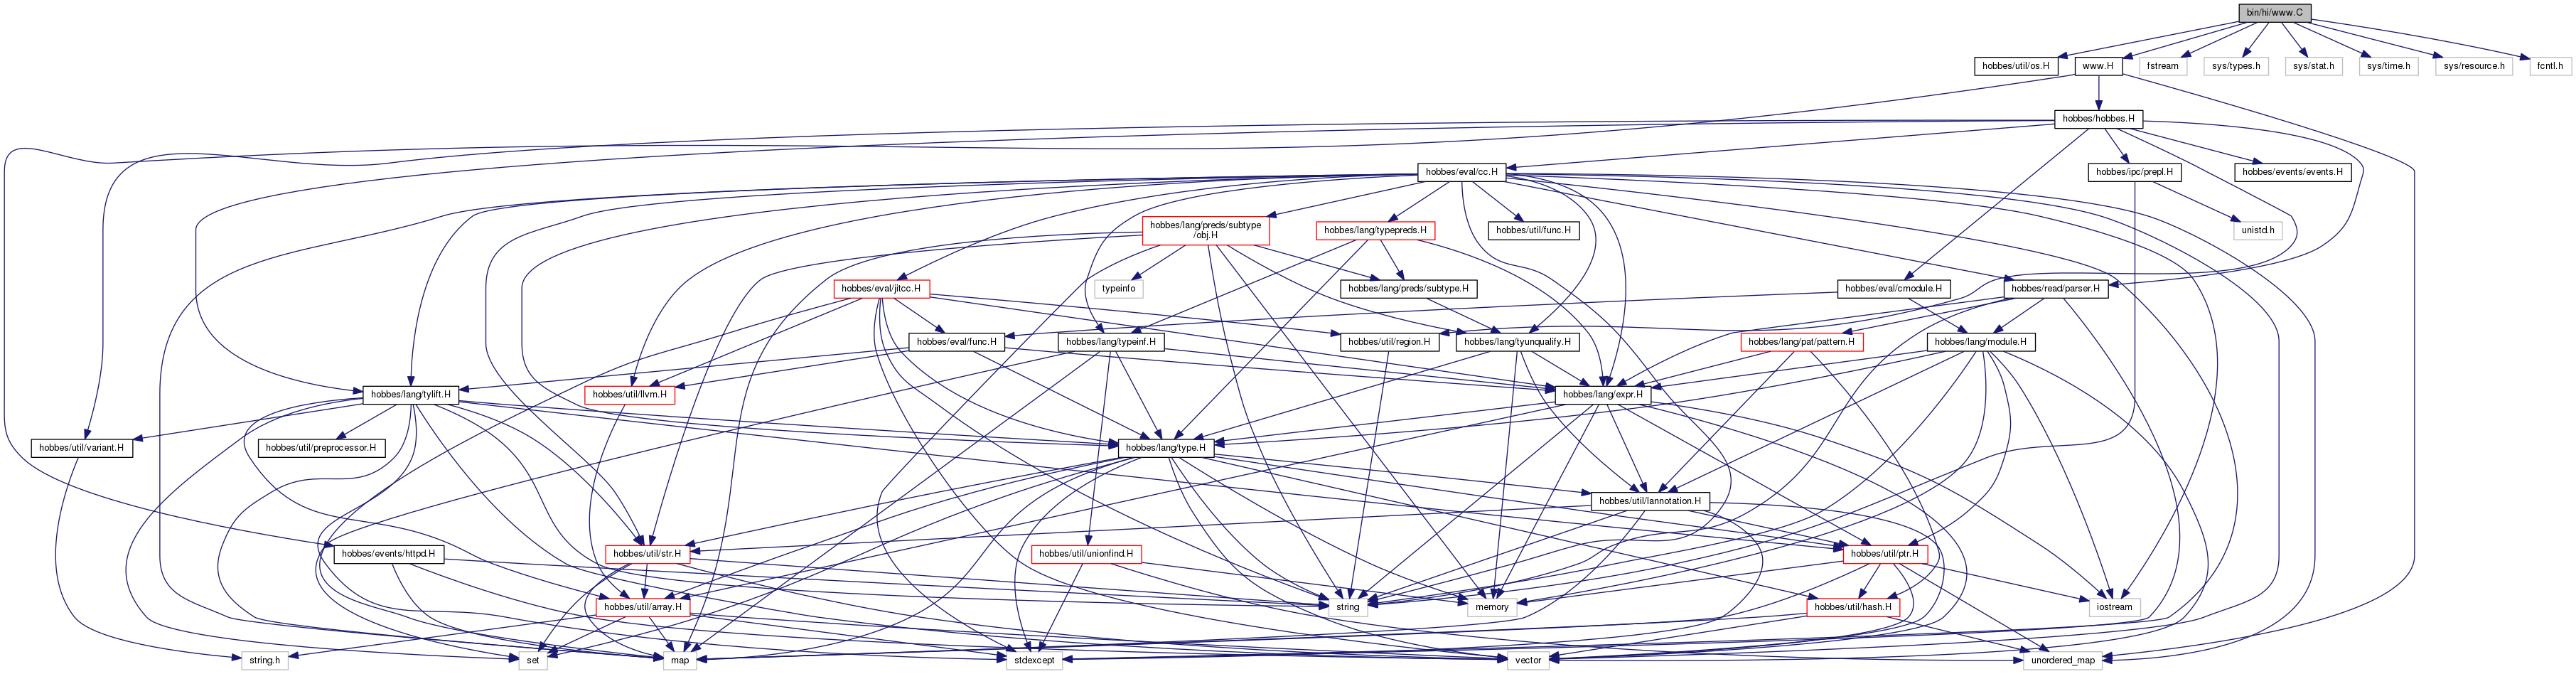 bin/hi/www.C
hobbes/util/os.H
www.H
fstream
sys/types.h
sys/stat.h
sys/time.h
sys/resource.h
fcntl.h
hobbes/hobbes.H
hobbes/eval/cc.H
hobbes/ipc/prepl.H
hobbes/events/events.H
hobbes/lang/preds/subtype
/obj.H
hobbes/lang/typepreds.H
hobbes/util/func.H
unistd.h
hobbes/eval/jitcc.H
typeinfo
hobbes/lang/preds/subtype.H
hobbes/eval/cmodule.H
hobbes/read/parser.H
hobbes/eval/func.H
hobbes/lang/typeinf.H
hobbes/util/region.H
hobbes/lang/tyunqualify.H
hobbes/lang/pat/pattern.H
hobbes/lang/module.H
hobbes/lang/tylift.H
hobbes/util/llvm.H
hobbes/lang/expr.H
hobbes/util/variant.H
hobbes/util/preprocessor.H
hobbes/lang/type.H
hobbes/util/lannotation.H
hobbes/events/httpd.H
hobbes/util/str.H
hobbes/util/unionfind.H
hobbes/util/ptr.H
hobbes/util/array.H
string
memory
hobbes/util/hash.H
iostream
string.h
set
map
stdexcept
vector
unordered_map